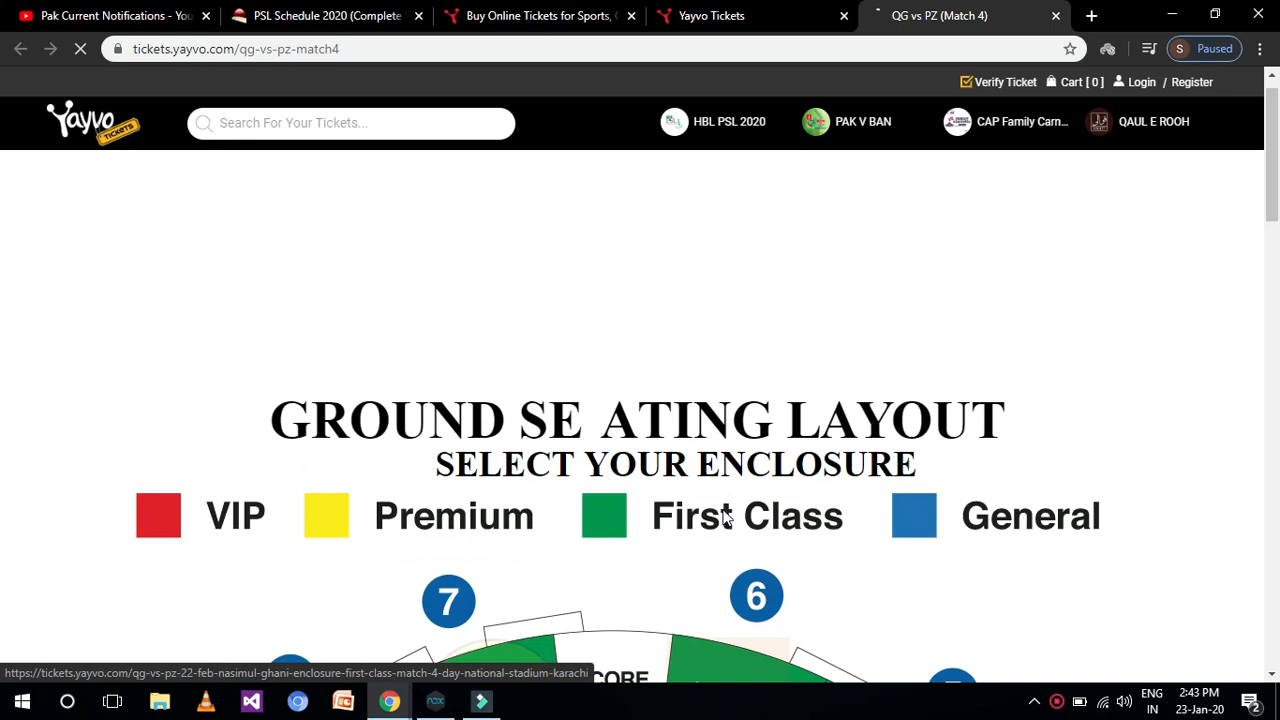 Pak Current Notifications - You
PSL Schedule 2020 (Complete
Buy Online Tickets for Sports,
Yayvo Tickets
QG vs PZ (Match 4)
tickets.yayvo.com/qg-vs-pz-match4
S Paused
Verify Ticket Cart [ 0 ] Login / Register
Yayvo TICKETS
Search For Your Tickets...
HBL PSL 2020
PAK V BAN
CAP Family Carn...
QAUL E ROOH
GROUND SE ATING LAYOUT
SELECT YOUR ENCLOSURE
VIP Premium First Class General
7 6
https://tickets.yayvo.com/qg-vs-pz-22-feb-nasimul-ghani-enclosure-first-class-match-4-day-national-stadium-karachi
ENG 2:43 PM
IN 23-Jan-20 2